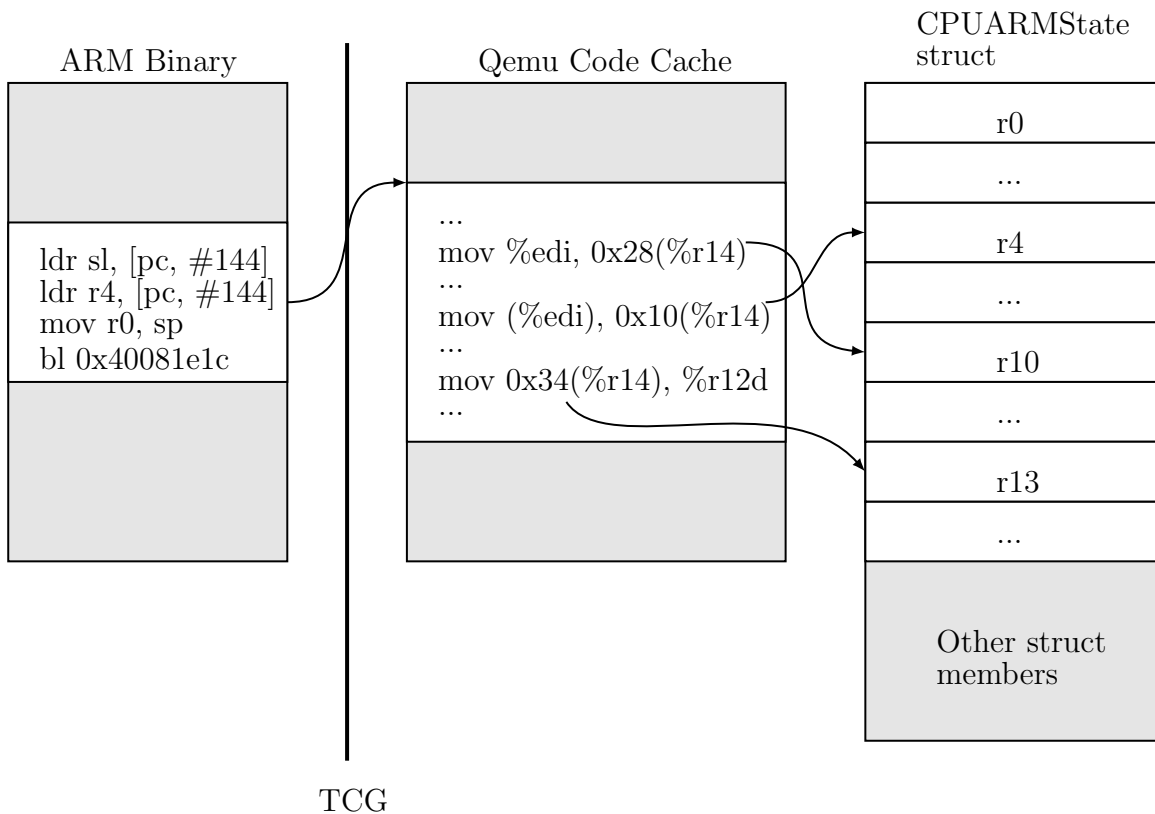 ARM Binary
ldr sl, [pc, #144]
ldr r4, [pc, #144]
mov r0, sp
bl 0x40081e1c
TCG
Qemu Code Cache
...
mov %edi, 0x28(%r14)
...
mov (%edi), 0x10(%r14)
...
mov 0x34(%r14), %r12d
...
CPUARMState
struct
r0
...
r4
...
r10
...
r13
...
Other struct
members